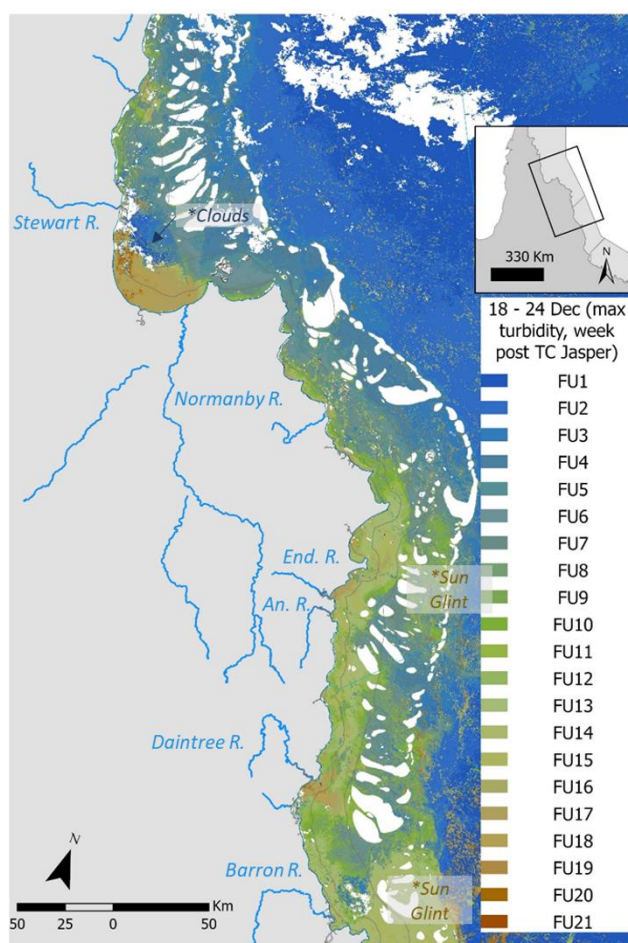 Stewart R.
*Clouds
330 Km
N
18 - 24 Dec (max
turbidity, week
post TC Jasper)
FU1
FU2
FU3
FU4
FU5
FU6
FU7
FU8
FU9
FU10
FU11
FU12
FU13
FU14
FU15
FU16
FU17
FU18
FU19
FU20
FU21
Normanby R.
End. R.
*Sun
Glint
An. R.
Daintree R.
Barron R.
*Sun
Glint
N
Km
50 25 0 50